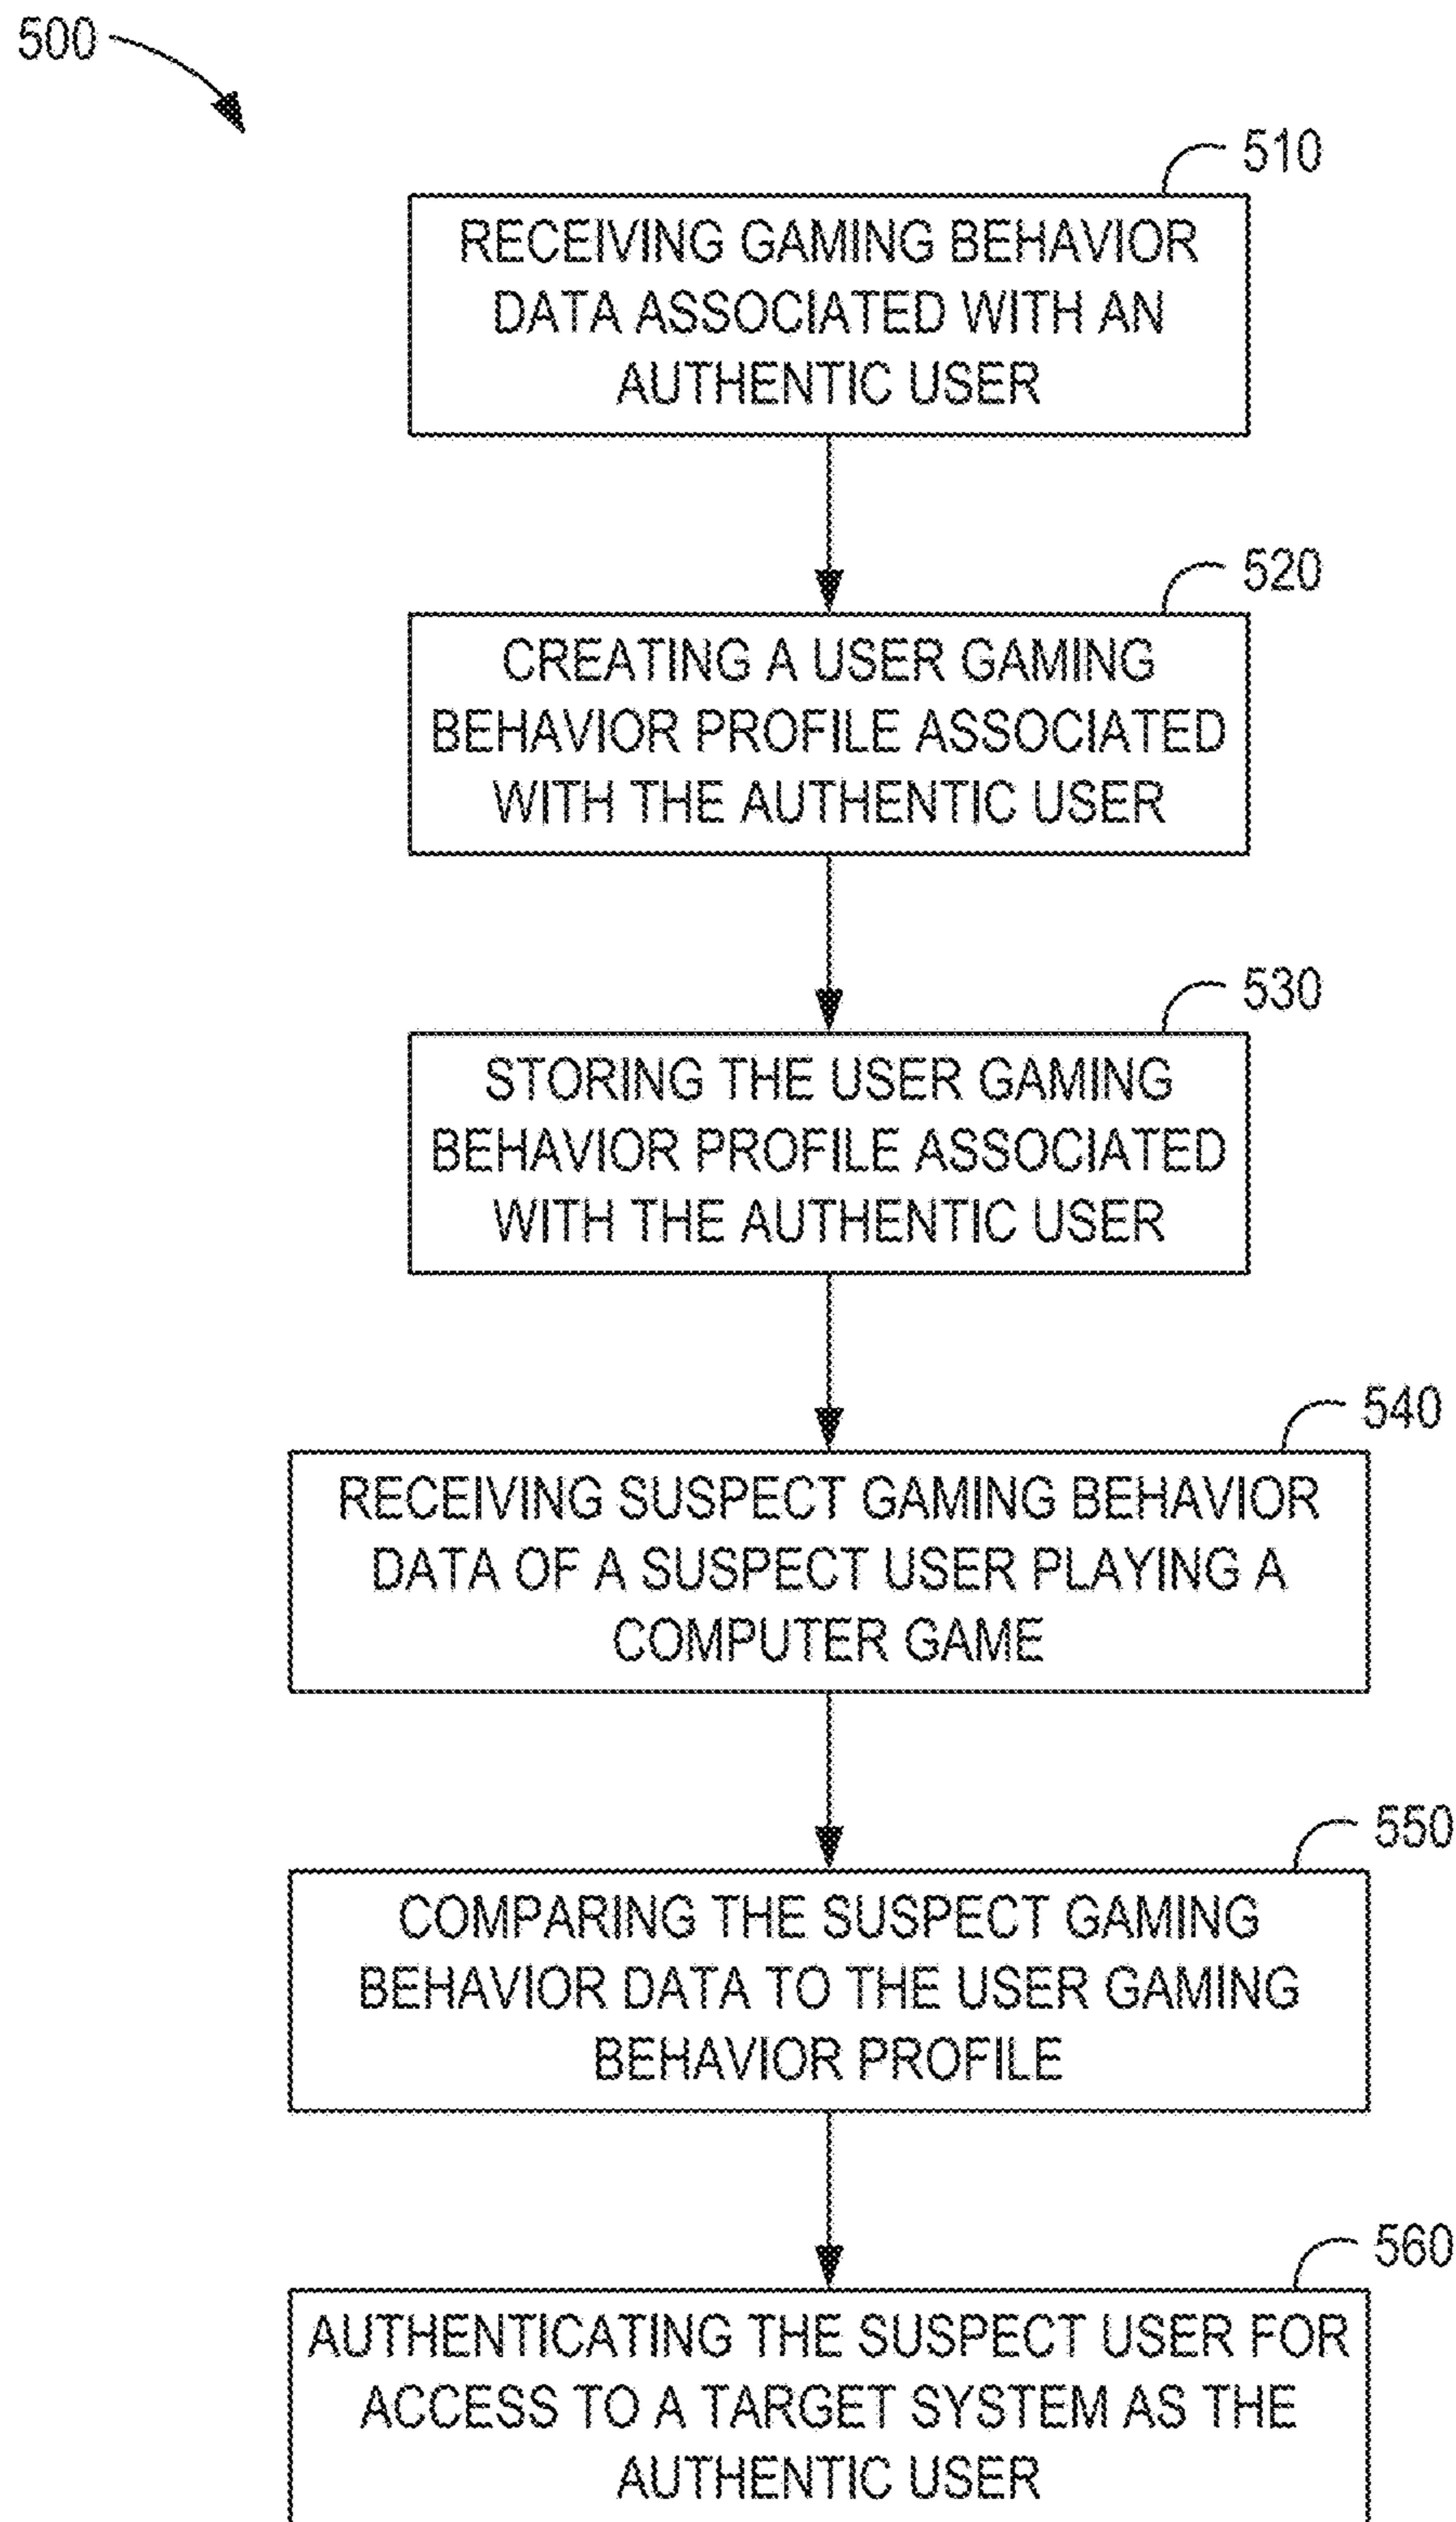 500
510
RECEIVING GAMING BEHAVIOR
DATA ASSOCIATED WITH AN
AUTHENTIC USER
520
CREATING A USER GAMING
BEHAVIOR PROFILE ASSOCIATED
WITH THE AUTHENTIC USER
530
STORING THE USER GAMING
BEHAVIOR PROFILE ASSOCIATED
WITH THE AUTHENTIC USER
540
RECEIVING SUSPECT GAMING BEHAVIOR
DATA OF A SUSPECT USER PLAYING A
COMPUTER GAME
550
COMPARING THE SUSPECT GAMING
BEHAVIOR DATA TO THE USER GAMING
BEHAVIOR PROFILE
560
AUTHENTICATING THE SUSPECT USER FOR
ACCESS TO A TARGET SYSTEM AS THE
AUTHENTIC USER